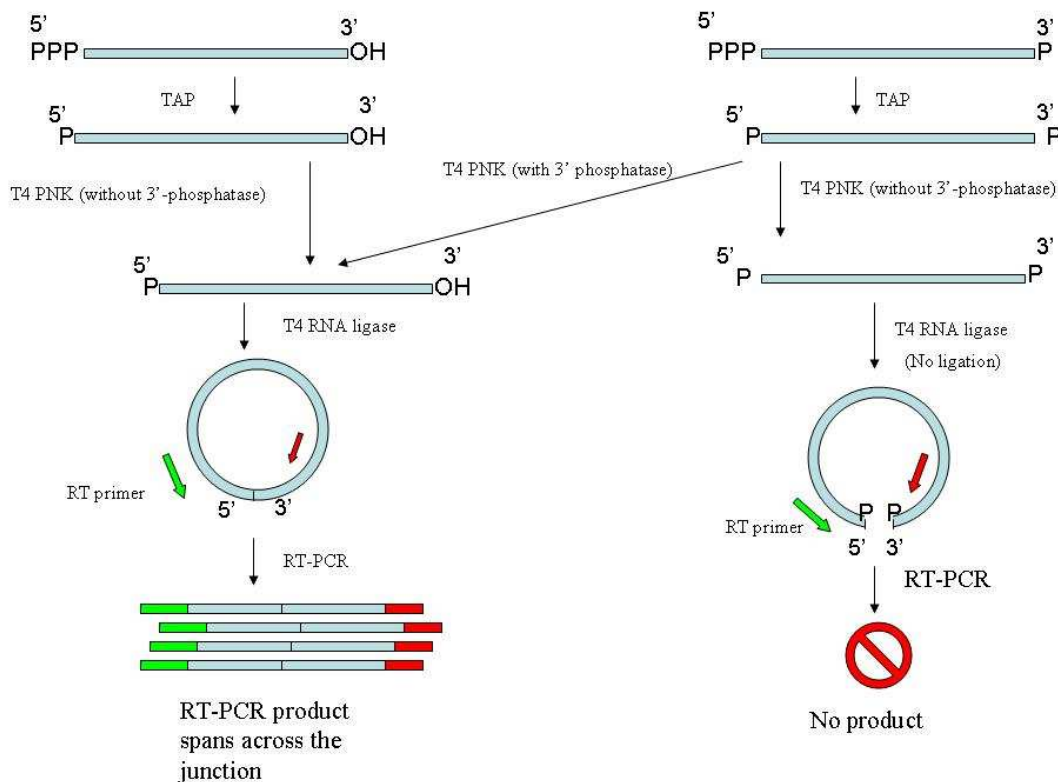 5’ 3’
PPP OH
TAP
5’ 3’
P OH
T4 PNK (without 3’-phosphatase)
T4 PNK (with 3’ phosphatase)
5’ 3’
P OH
T4 RNA ligase
RT primer
5’ 3’
RT-PCR
RT-PCR product
spans across the
junction
5’ 3’
PPP P
TAP
5’ 3’
P P
T4 PNK (without 3’-phosphatase)
5’ 3’
P P
T4 RNA ligase
(No ligation)
RT primer
P P
5’ 3’
RT-PCR
No product